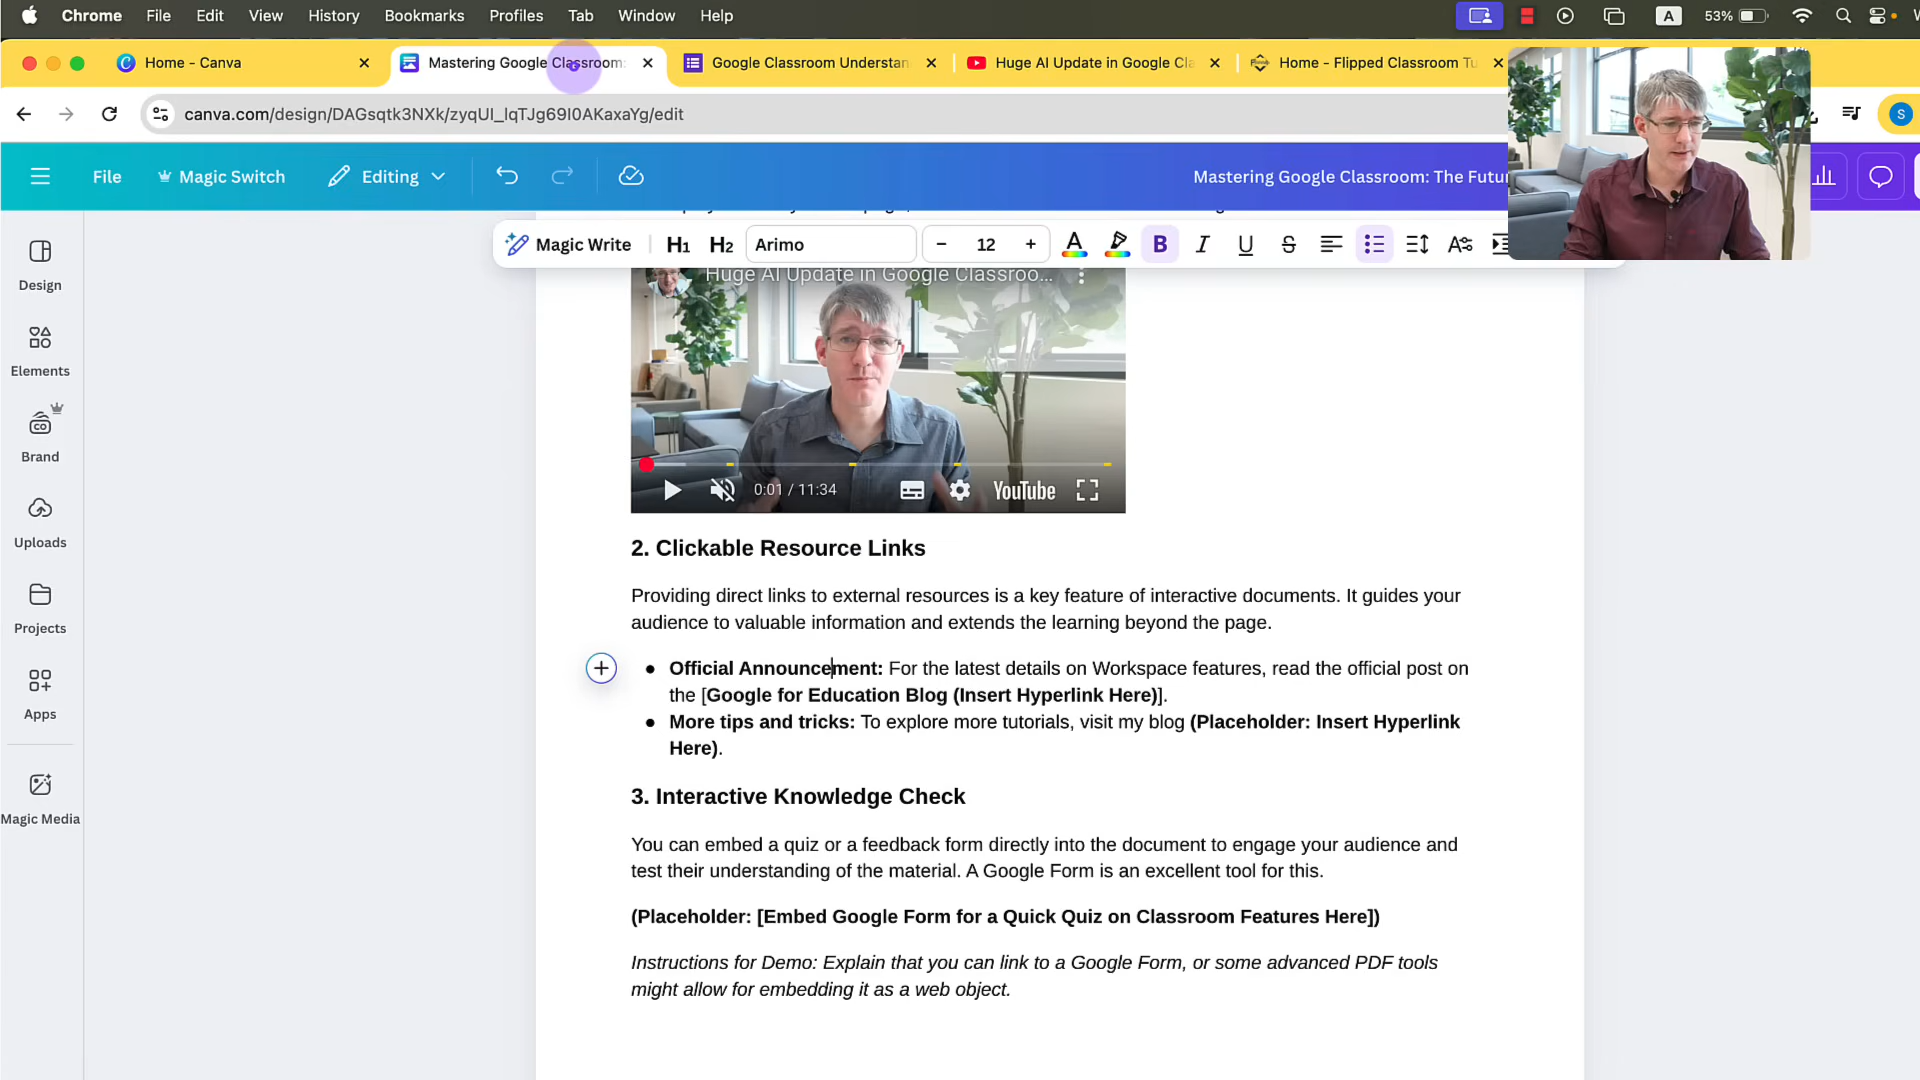 Chrome File Edit View History Bookmarks Profiles Tab Window Help A 53%
Home - Canva
Mastering Google Classroom:
Google Classroom Understan
Huge AI Update in Google Cla
Home - Flipped Classroom Tu
canva.com/design/DAGsqtk3NXk/zyqUI_lqTJg69I0AKaxaYg/edit
S
File Magic Switch Editing Mastering Google Classroom: The Futur
Magic Write H1 H2 Arimo − 12 + A B I U S
Design
Elements
Brand
Uploads
Projects
Apps
Magic Media
Huge AI Update in Google Classroo...
0:01 / 11:34 YouTube
2. Clickable Resource Links
Providing direct links to external resources is a key feature of interactive documents. It guides your
audience to valuable information and extends the learning beyond the page.
● Official Announcement: For the latest details on Workspace features, read the official post on
the [Google for Education Blog (Insert Hyperlink Here)].
● More tips and tricks: To explore more tutorials, visit my blog (Placeholder: Insert Hyperlink
Here).
3. Interactive Knowledge Check
You can embed a quiz or a feedback form directly into the document to engage your audience and
test their understanding of the material. A Google Form is an excellent tool for this.
(Placeholder: [Embed Google Form for a Quick Quiz on Classroom Features Here])
Instructions for Demo: Explain that you can link to a Google Form, or some advanced PDF tools
might allow for embedding it as a web object.